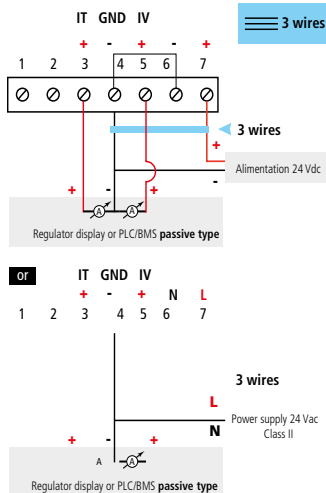 IT GND IV
3 wires
+ - + - +
1 2 3 4 5 6 7
3 wires
+
Alimentation 24 Vdc
-
+ - +
A A
Regulator display or PLC/BMS passive type
or
IT GND IV
+ - + N L
1 2 3 4 5 6 7
3 wires
L
Power supply 24 Vac
Class II
N
+ - +
A A
Regulator display or PLC/BMS passive type